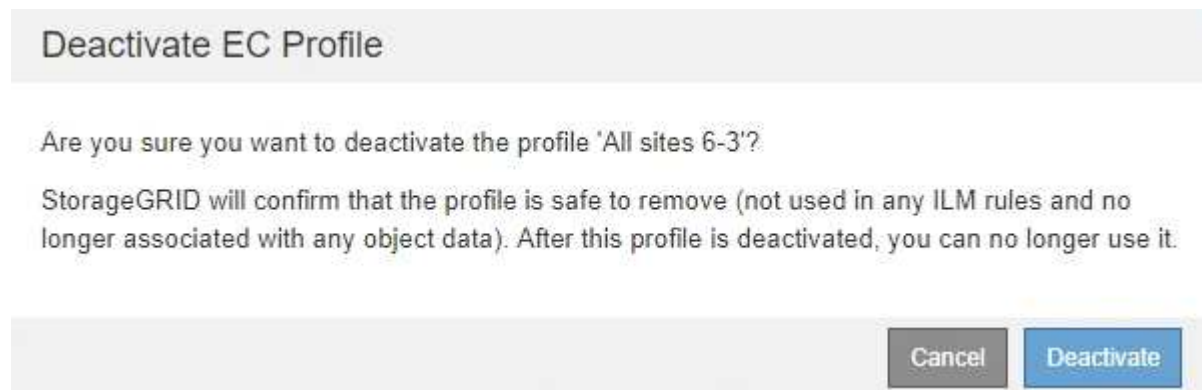 Deactivate EC Profile
Are you sure you want to deactivate the profile 'All sites 6-3'?
StorageGRID will confirm that the profile is safe to remove (not used in any ILM rules and no
longer associated with any object data). After this profile is deactivated, you can no longer use it.
Cancel Deactivate